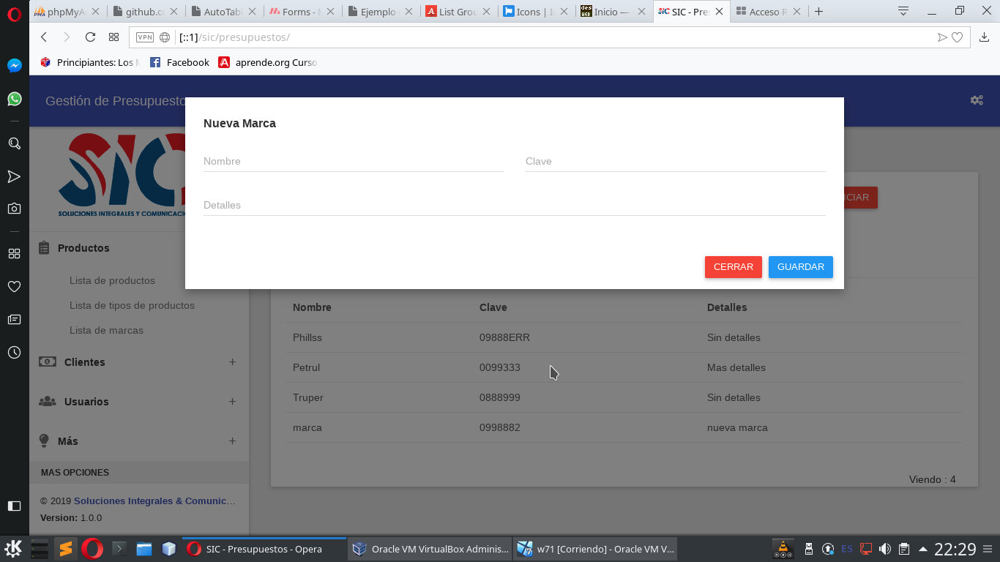 phpMyA
github.c
AutoTab
Forms -
Ejemplo
List Grou
Icons |
Inicio —
SIC - Pres
Acceso R
VPN
[::1]/sic/presupuestos/
Principiantes: Los
Facebook
aprende.org Curso
Gestión de Presupuesto
SIC
SOLUCIONES INTEGRALES Y COMUNICACI
Productos
Lista de productos
Lista de tipos de productos
Lista de marcas
Clientes +
Usuarios +
Más +
MAS OPCIONES
© 2019 Soluciones Integrales & Comunic…
Version: 1.0.0
Nueva Marca
Nombre Clave
Detalles
CERRAR GUARDAR
CIAR
Nombre Clave Detalles
Phillss 09888ERR Sin detalles
Petrul 0099333 Mas detalles
Truper 0888999 Sin detalles
marca 0998882 nueva marca
Viendo : 4
SIC - Presupuestos - Opera
Oracle VM VirtualBox Adminis...
w71 [Corriendo] - Oracle VM V...
ES
22:29